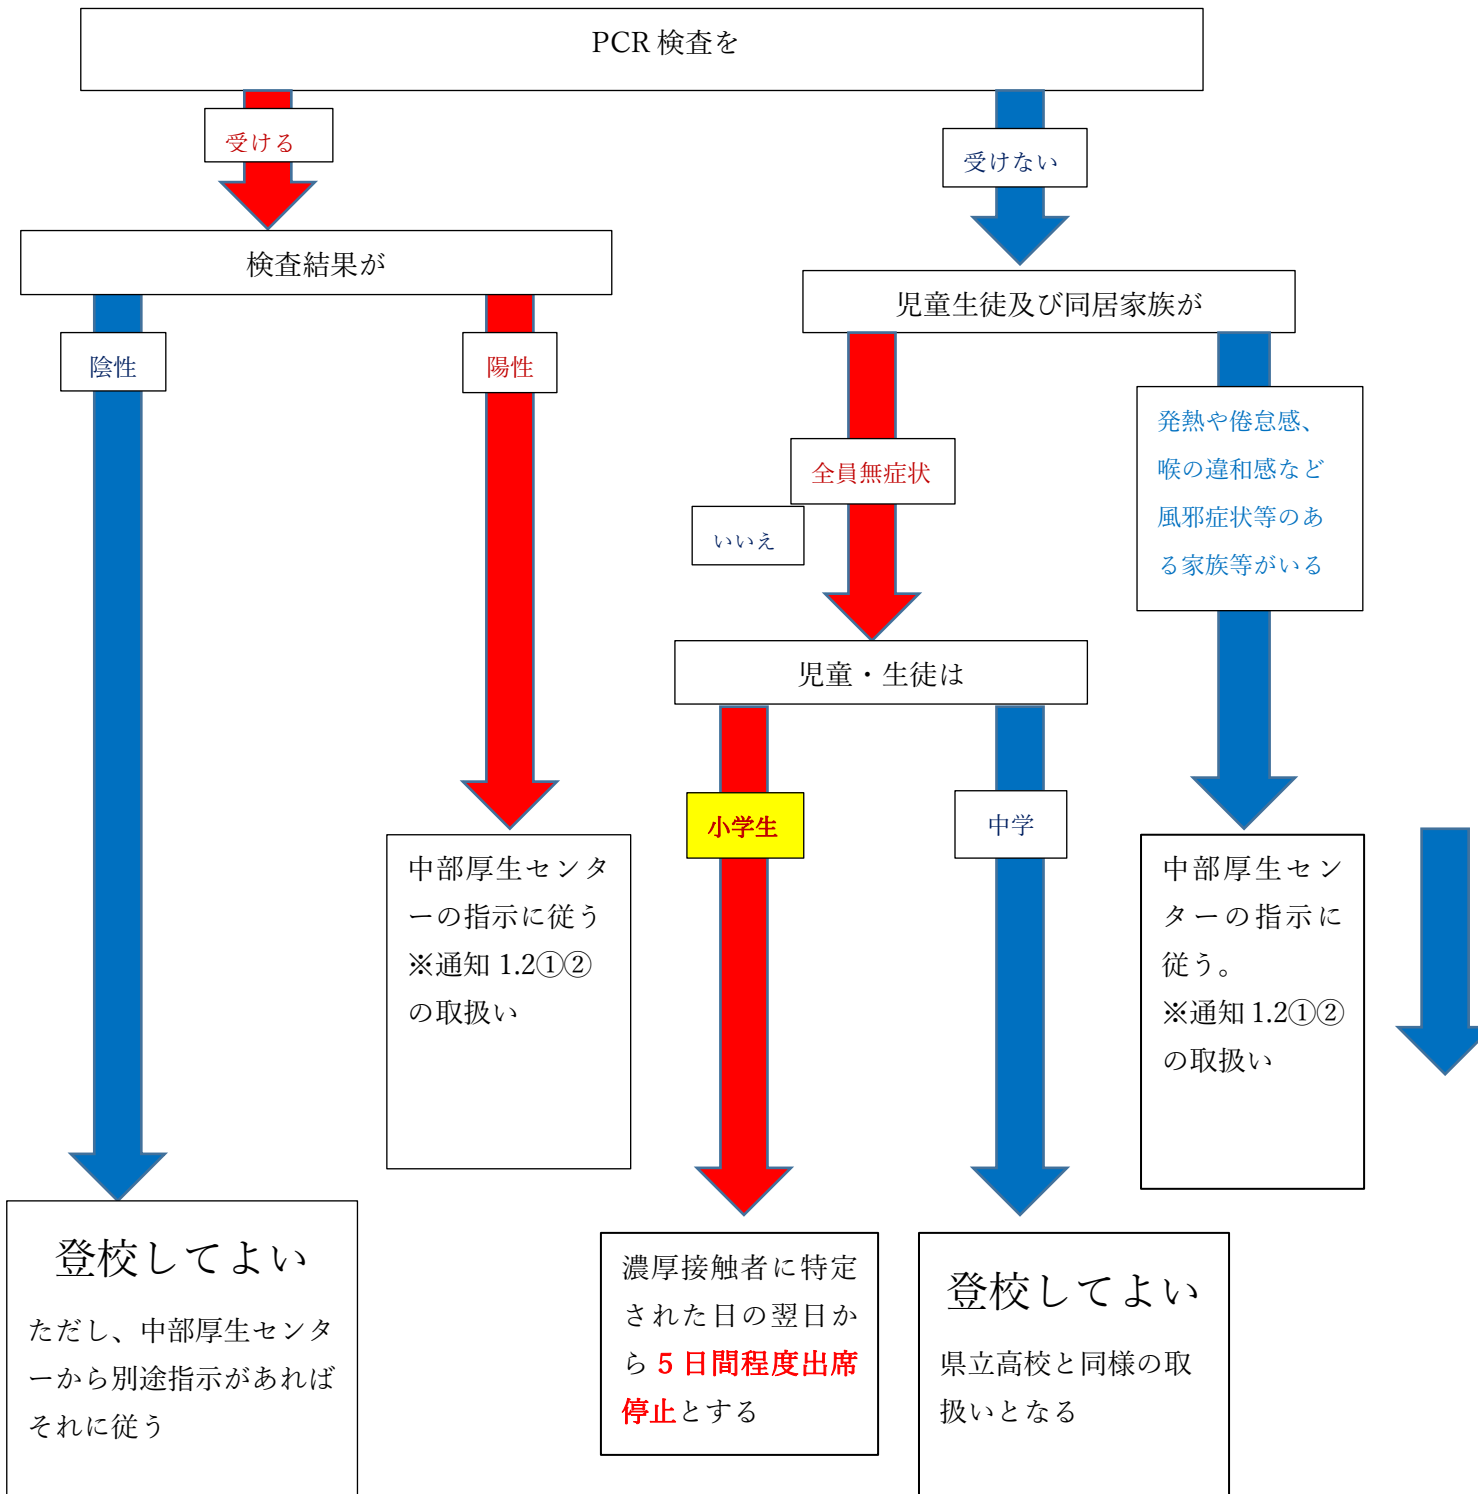 PCR 検査を
受ける
受けない
検査結果が
児童生徒及び同居家族が
陰性
陽性
発熱や倦怠感、
喉の違和感など
風邪症状等のあ
る家族等がいる
全員無症状
いいえ
児童・生徒は
小学生
中学
中部厚生センタ
ーの指示に従う
※通知 1.2①②
の取扱い
中部厚生セン
ターの指示に
従う。
※通知 1.2①②
の取扱い
登校してよい
ただし、中部厚生センタ
ーから別途指示があれば
それに従う
濃厚接触者に特定
された日の翌日か
ら 5 日間程度出席
停止とする
登校してよい
県立高校と同様の取
扱いとなる